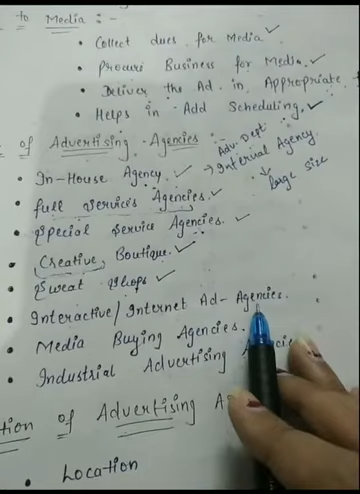 to Media : -
• Collect dues for Media ✓
• Procure Business for Media. ✓
• Deliver the Ad. in Appropriate
• Helps in Add Scheduling. ✓
of Advertising Agencies :
• In-House Agency. ✓ → Adv. Dept Internal Agency. ↓ large size
• full Services Agencies. ✓
• Special Service Agencies. ✓
• Creative, Boutique. ✓
• Sweat Shops ✓
• Interactive/Internet Ad-Agencies.
• Media Buying Agencies.
• Industrial Advertising
of Advertising
• Location